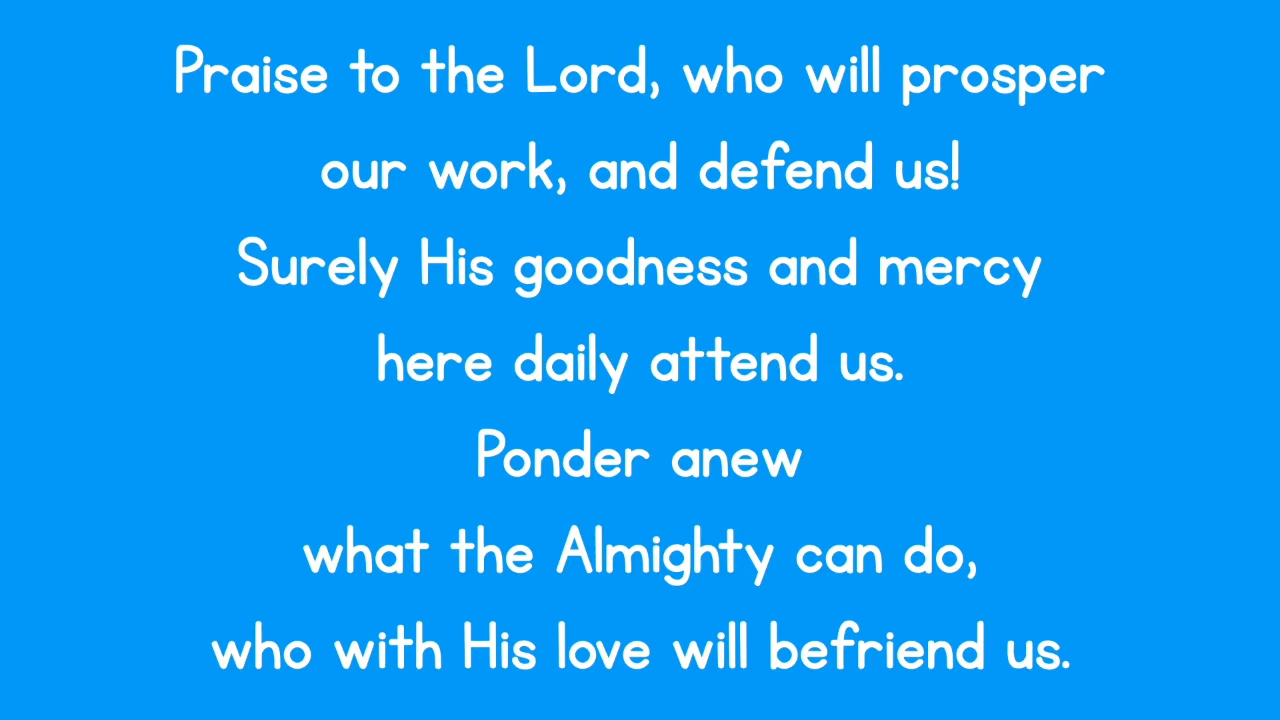 Praise to the Lord, who will prosper
our work, and defend us!
Surely His goodness and mercy
here daily attend us.
Ponder anew
what the Almighty can do,
who with His love will befriend us.